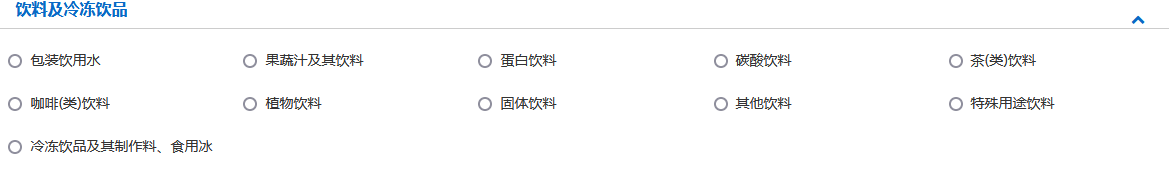 饮料及冷冻饮品
包装饮用水 果蔬汁及其饮料 蛋白饮料 碳酸饮料 茶(类)饮料
咖啡(类)饮料 植物饮料 固体饮料 其他饮料 特殊用途饮料
冷冻饮品及其制作料、食用冰